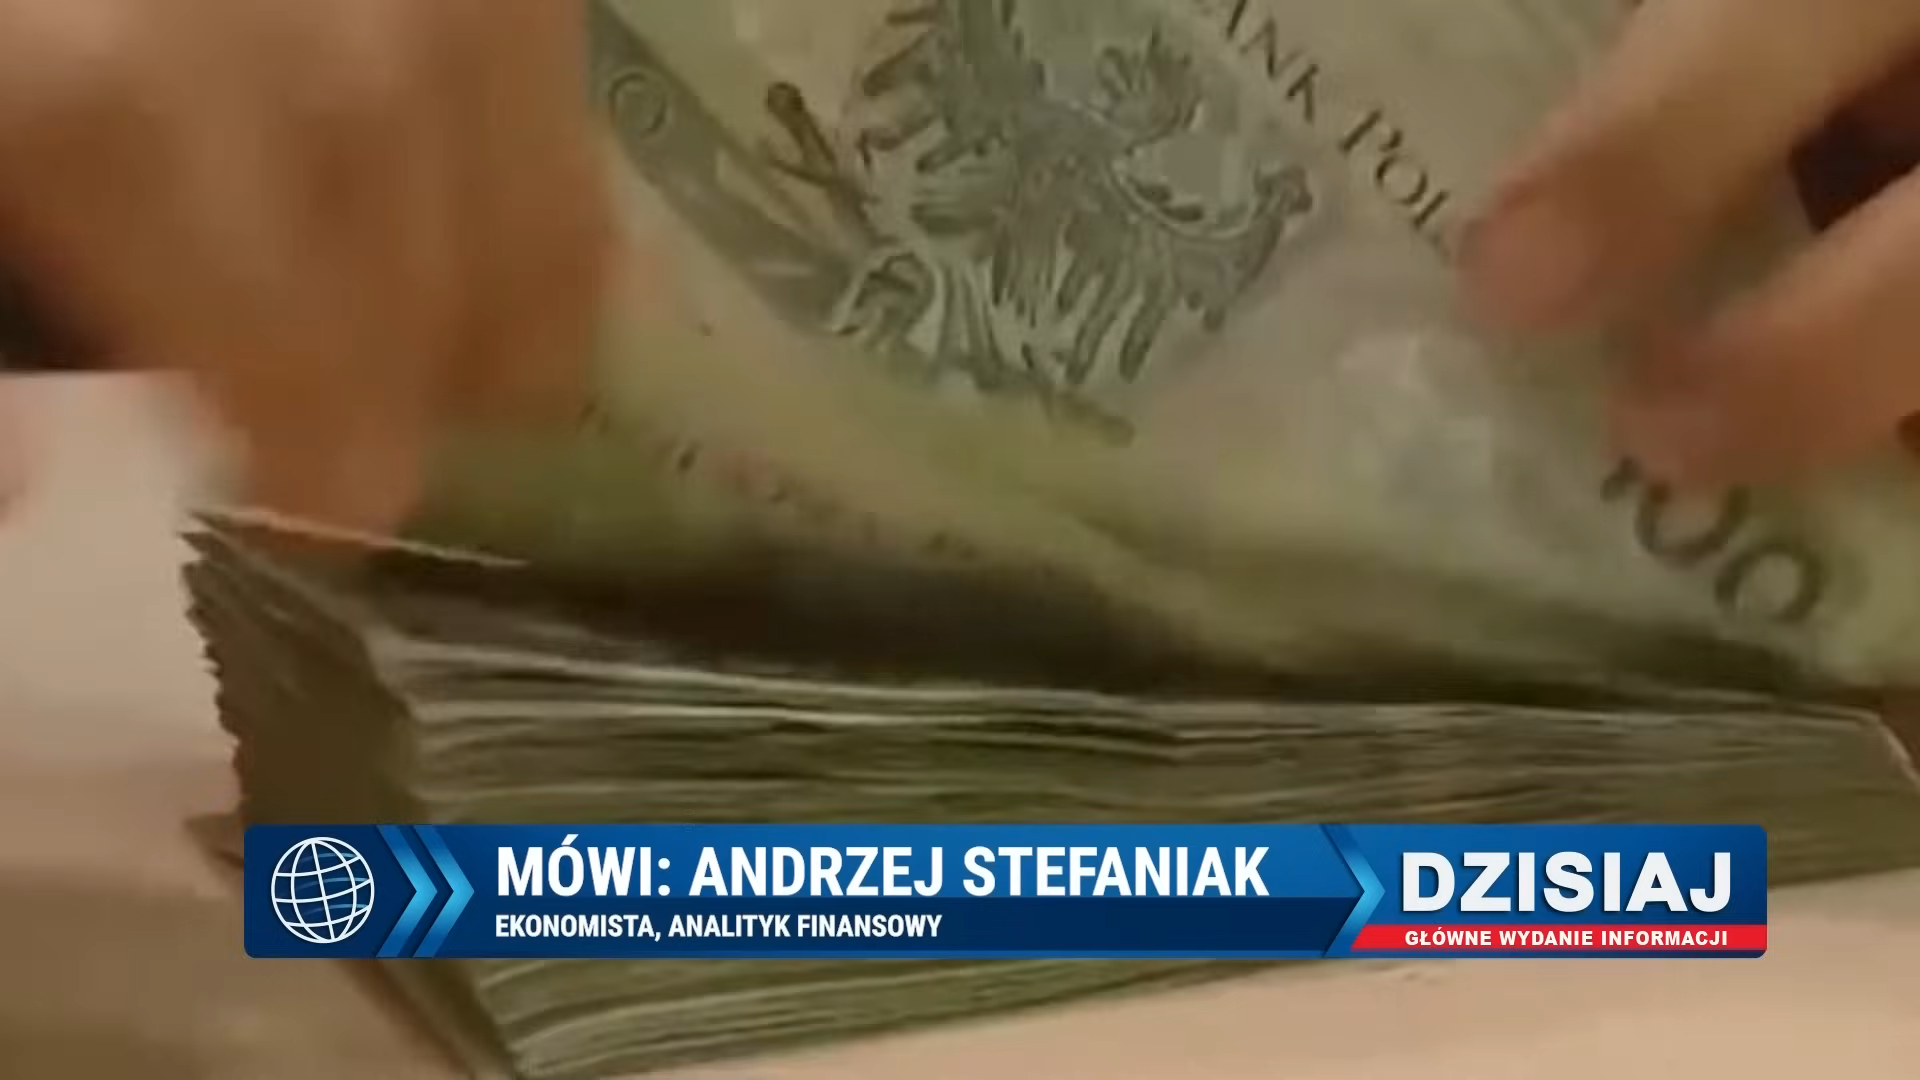 MÓWI: ANDRZEJ STEFANIAK
EKONOMISTA, ANALITYK FINANSOWY
DZISIAJ
GŁÓWNE WYDANIE INFORMACJI